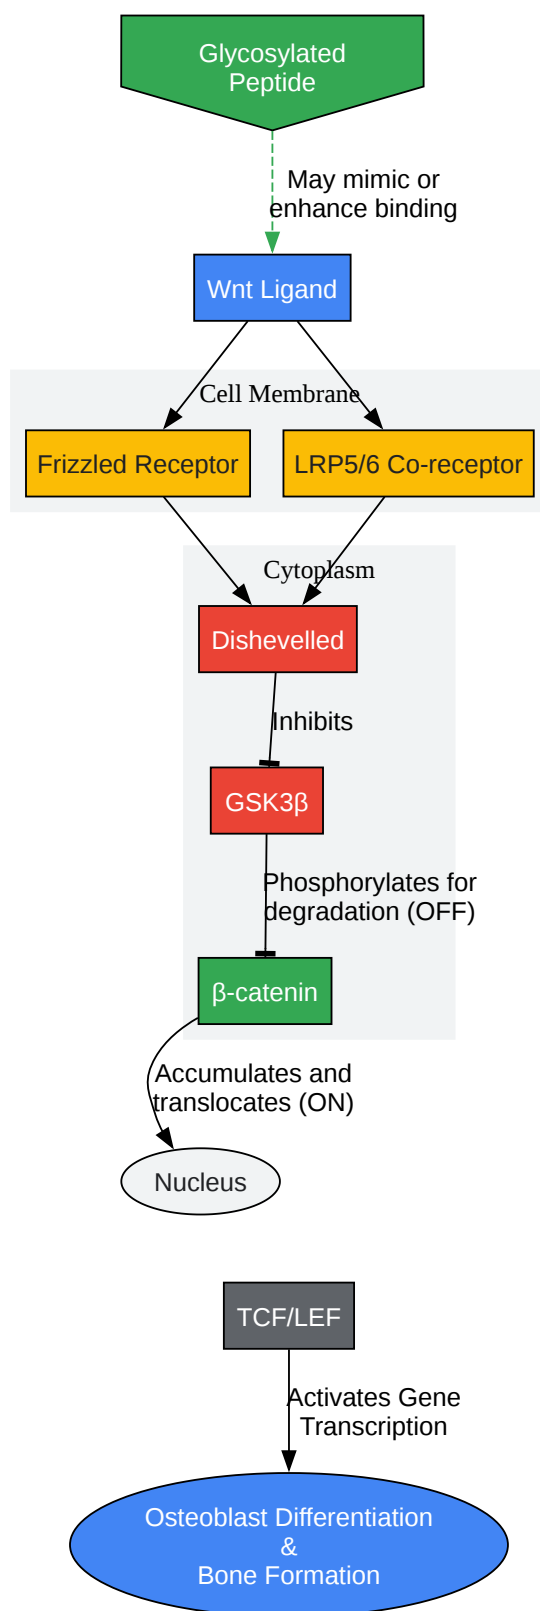 Glycosylated
Peptide
May mimic or
enhance binding
Wnt Ligand
Cell Membrane
Frizzled Receptor
LRP5/6 Co-receptor
Cytoplasm
Dishevelled
Inhibits
GSK3β
Phosphorylates for
degradation (OFF)
β-catenin
Accumulates and
translocates (ON)
Nucleus
TCF/LEF
Activates Gene
Transcription
Osteoblast Differentiation
&
Bone Formation